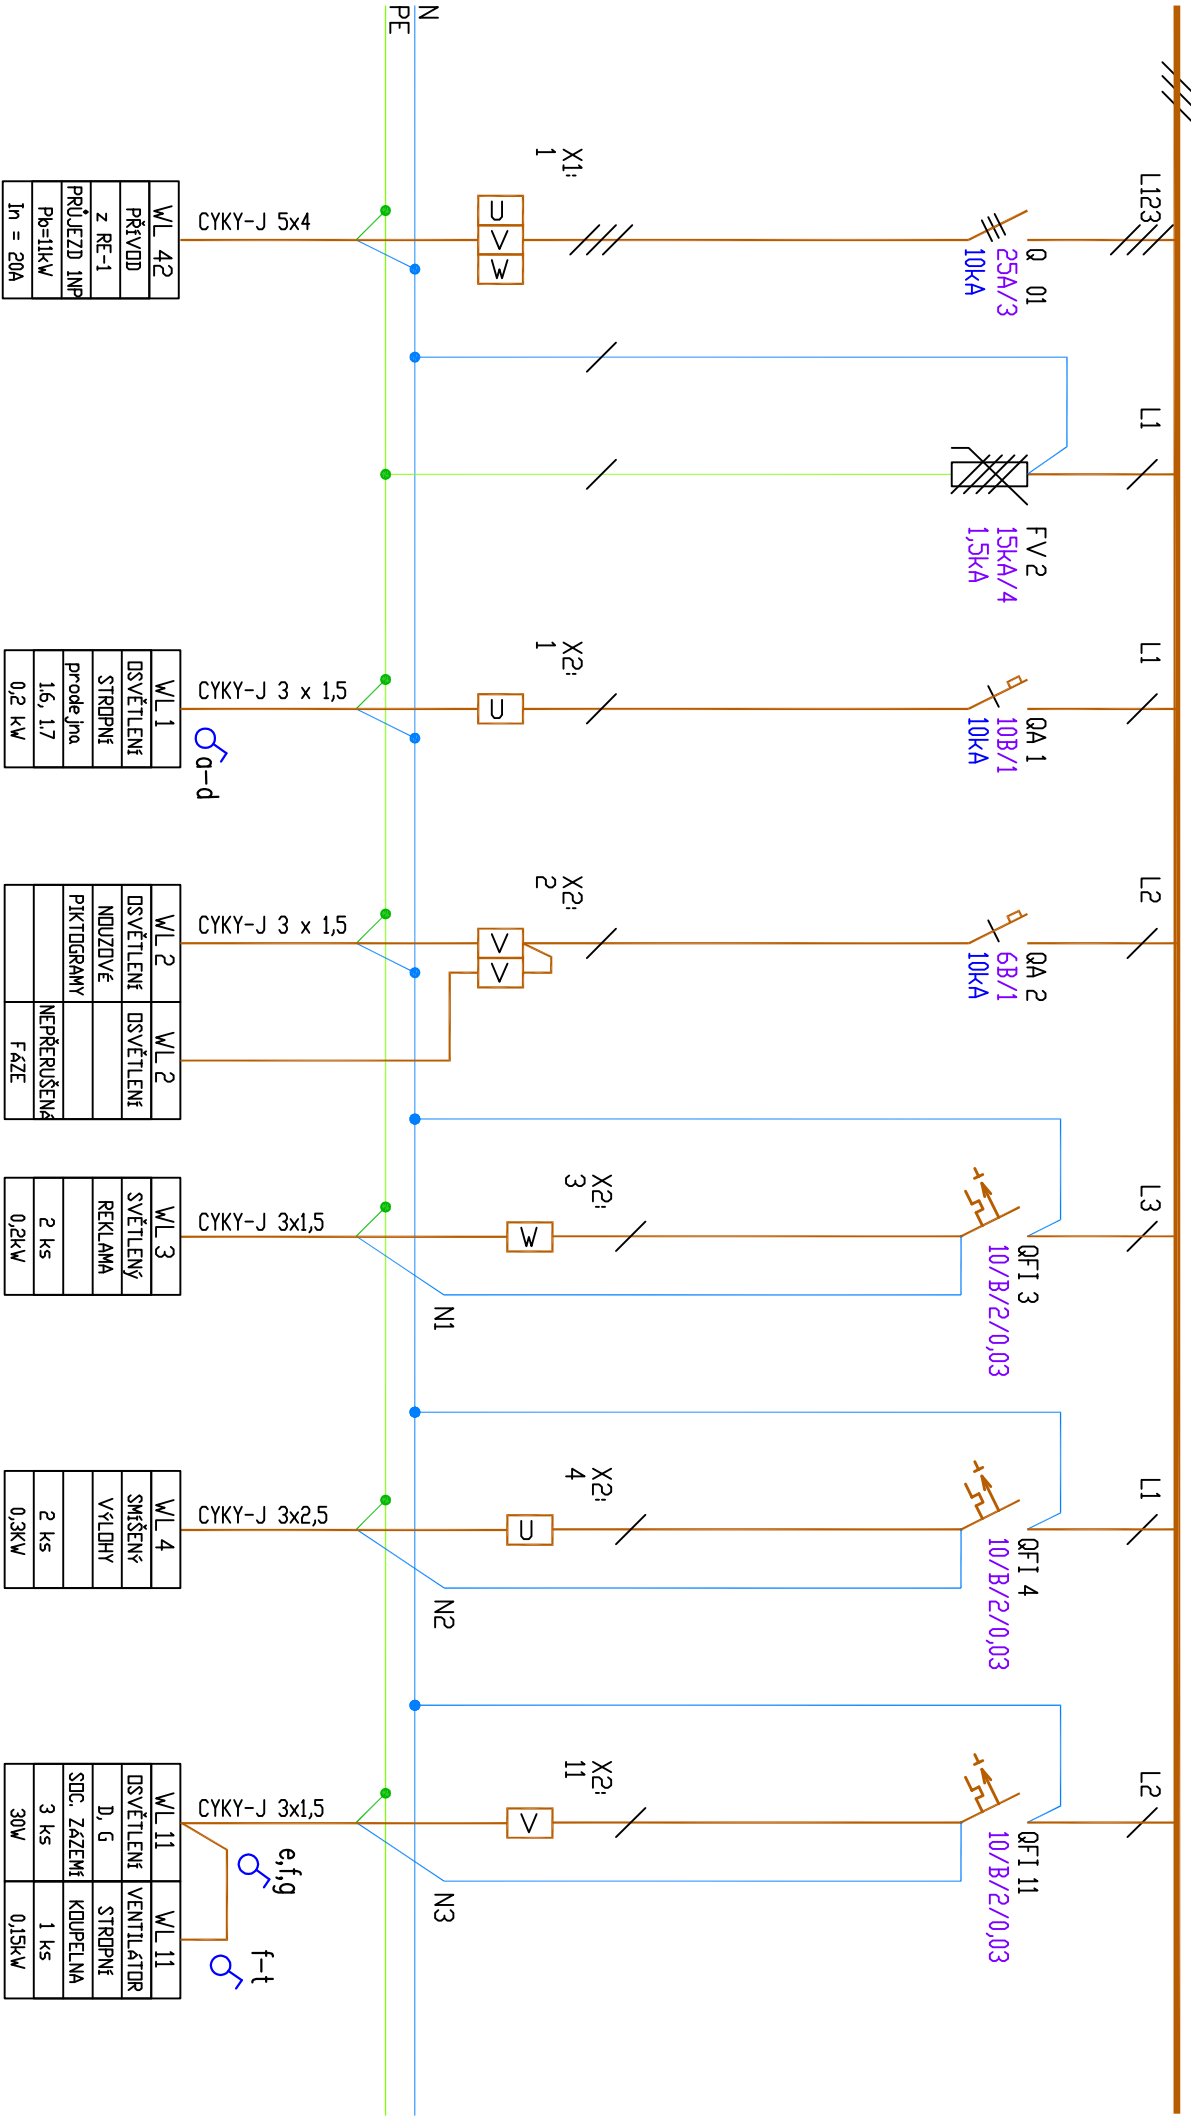 N
PE
L123
Q 01
25A/3
10kA
X1:
1
U
V
W
CYKY-J 5x4
WL 42
PŘÍVOD
z RE-1
PRŮJEZD 1NP
Pb=11kW
In = 20A
L1
FV 2
15kA/4
1,5kA
L1
QA 1
10B/1
10kA
X2:
1
U
CYKY-J 3 x 1,5
a-d
WL 1
OSVĚTLENÍ
STROPNÍ
prodejna
1.6, 1.7
0,2 kW
L2
QA 2
6B/1
10kA
X2:
2
V
V
CYKY-J 3 x 1,5
WL 2
OSVĚTLENÍ
NOUZOVÉ
PIKTOGRAMY
WL 2
OSVĚTLENÍ
NEPŘERUŠENÁ
FÁZE
L3
QFI 3
10/B/2/0,03
X2:
3
W
N1
CYKY-J 3x1,5
WL 3
SVĚTLENÝ
REKLAMA
2 ks
0,2kW
L1
QFI 4
10/B/2/0,03
X2:
4
U
N2
CYKY-J 3x2,5
WL 4
SMÍŠENÝ
VÝLOHY
2 ks
0,3KW
L2
QFI 11
10/B/2/0,03
X2:
11
V
N3
CYKY-J 3x1,5
e,f,g
f-t
WL 11
OSVĚTLENÍ
D, G
SOC. ZÁZEMÍ
3 ks
30W
WL 11
VENTILÁTOR
STROPNÍ
KOUPELNA
1 ks
0,15kW